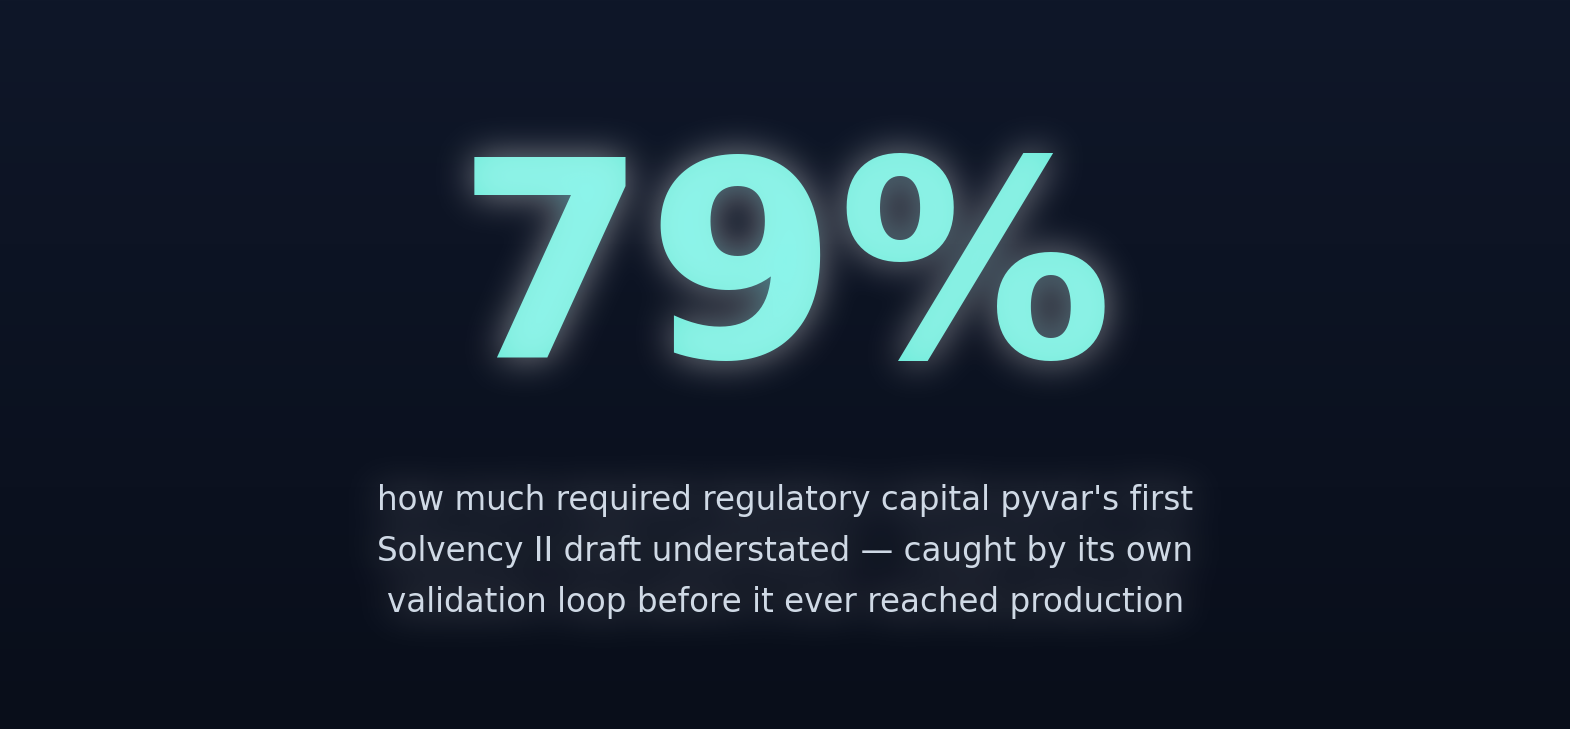 79%
how much required regulatory capital pyvar's first
Solvency II draft understated — caught by its own
validation loop before it ever reached production